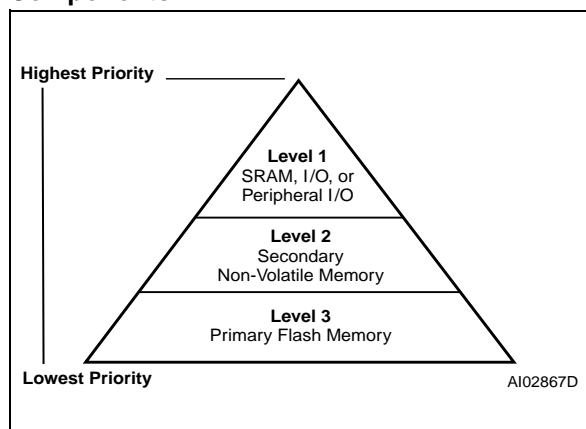 Highest Priority
Level 1
SRAM, I/O, or
Peripheral I/O
Level 2
Secondary
Non-Volatile Memory
Level 3
Primary Flash Memory
Lowest Priority
AI02867D